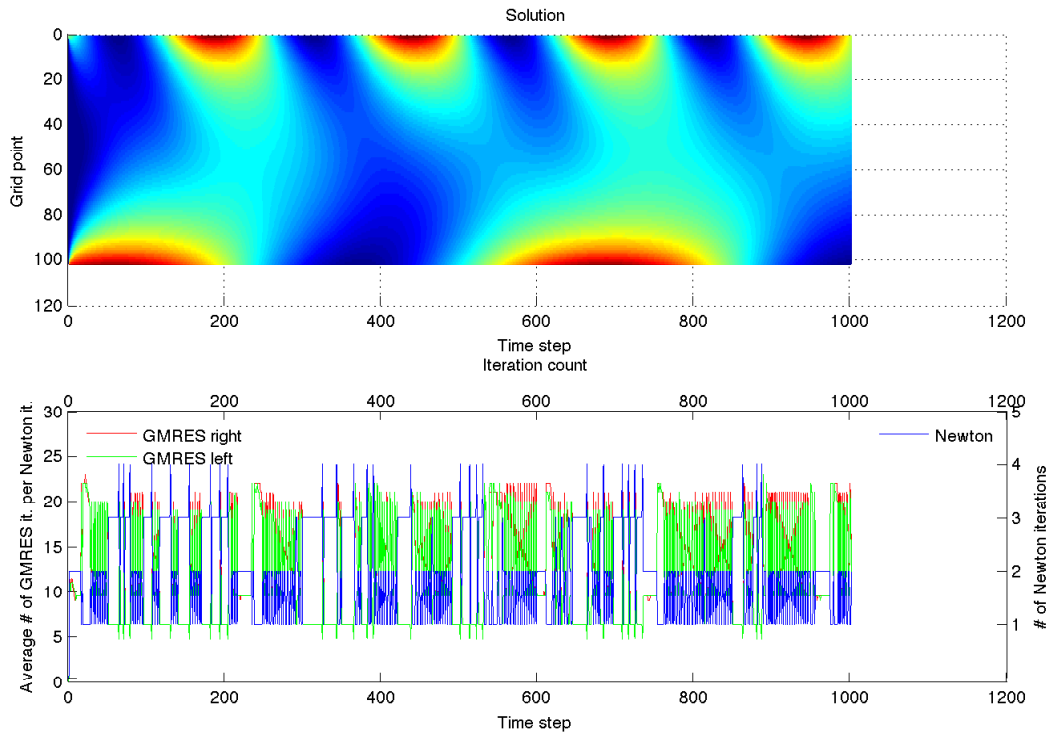 Solution
0
20
40
60
80
100
120
Grid point
0 200 400 600 800 1000 1200
Time step
Iteration count
0 200 400 600 800 1000 1200
30
25
20
15
10
5
0
Average # of GMRES it. per Newton it.
GMRES right
GMRES left
Newton
5
4
3
2
1
# of Newton iterations
0 200 400 600 800 1000 1200
Time step